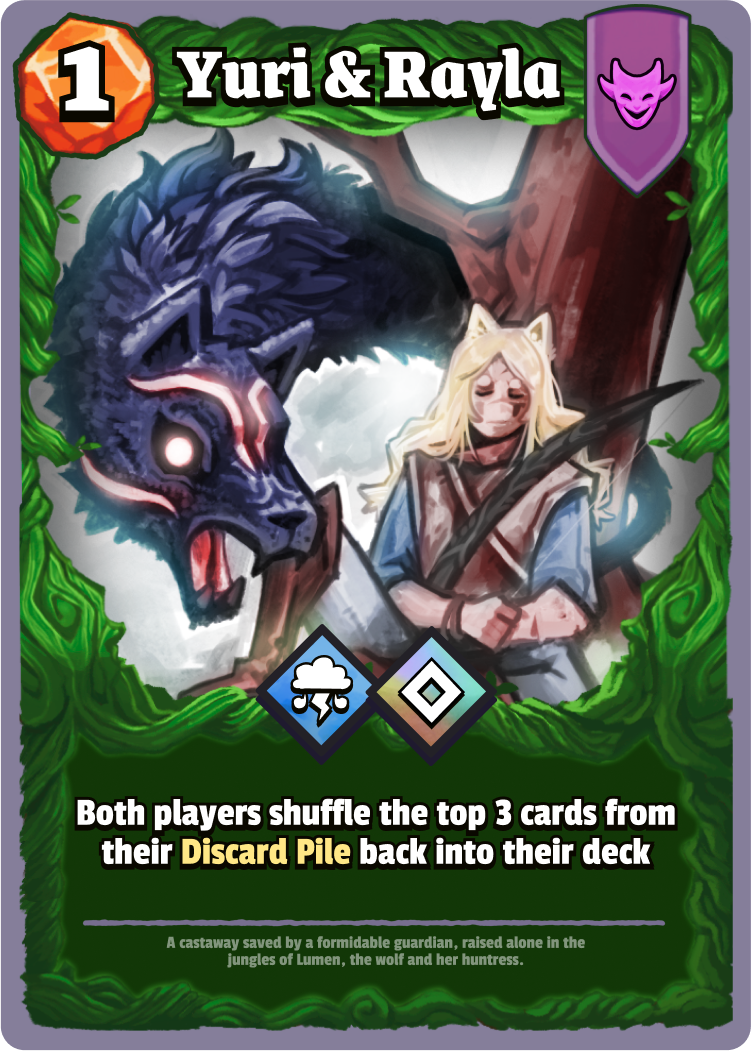 1
Yuri & Rayla
Both players shuffle the top 3 cards from
their Discard Pile back into their deck
A castaway saved by a formidable guardian, raised alone in the
jungles of Lumen, the wolf and her huntress.